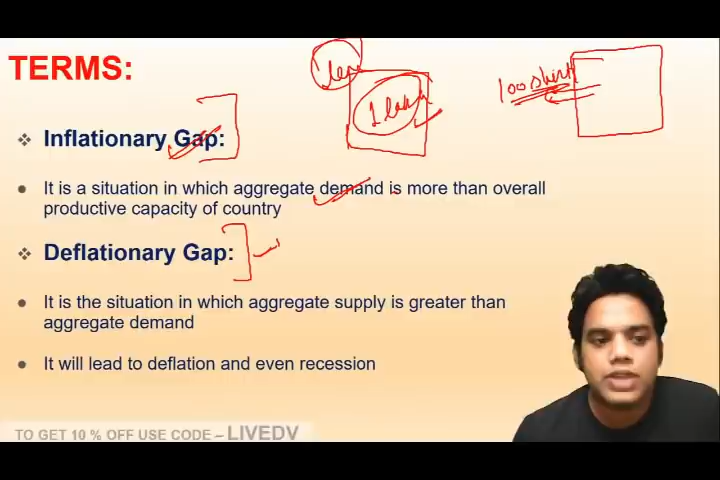 TERMS:
1 lakh
1 lakh
100 shirt
Inflationary Gap:
It is a situation in which aggregate demand is more than overall
productive capacity of country
Deflationary Gap:
It is the situation in which aggregate supply is greater than
aggregate demand
It will lead to deflation and even recession
TO GET 10 % OFF USE CODE – LIVEDV